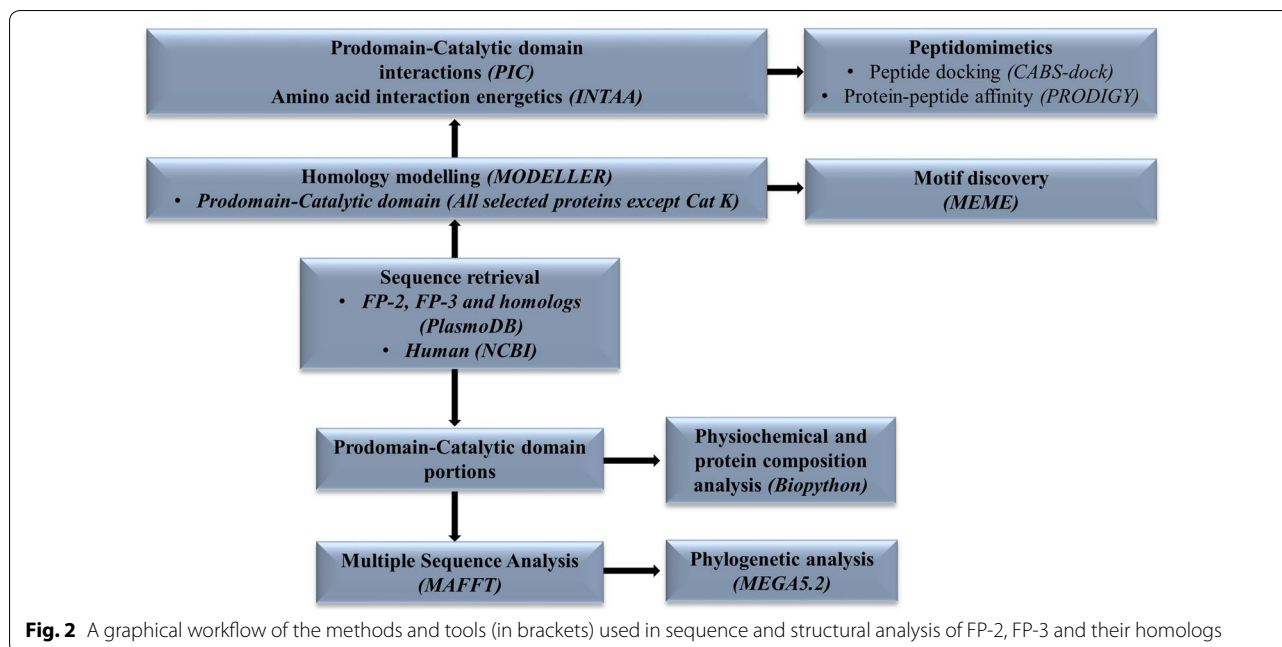 Prodomain-Catalytic domain
interactions (PIC)
Amino acid interaction energetics (INTAA)
Peptidomimetics
• Peptide docking (CABS-dock)
• Protein-peptide affinity (PRODIGY)
Homology modelling (MODELLER)
• Prodomain-Catalytic domain (All selected proteins except Cat K)
Motif discovery
(MEME)
Sequence retrieval
• FP-2, FP-3 and homologs
(PlasmoDB)
• Human (NCBI)
Prodomain-Catalytic domain
portions
Physiochemical and
protein composition
analysis (Biopython)
Multiple Sequence Analysis
(MAFFT)
Phylogenetic analysis
(MEGA5.2)
Fig. 2 A graphical workflow of the methods and tools (in brackets) used in sequence and structural analysis of FP-2, FP-3 and their homologs